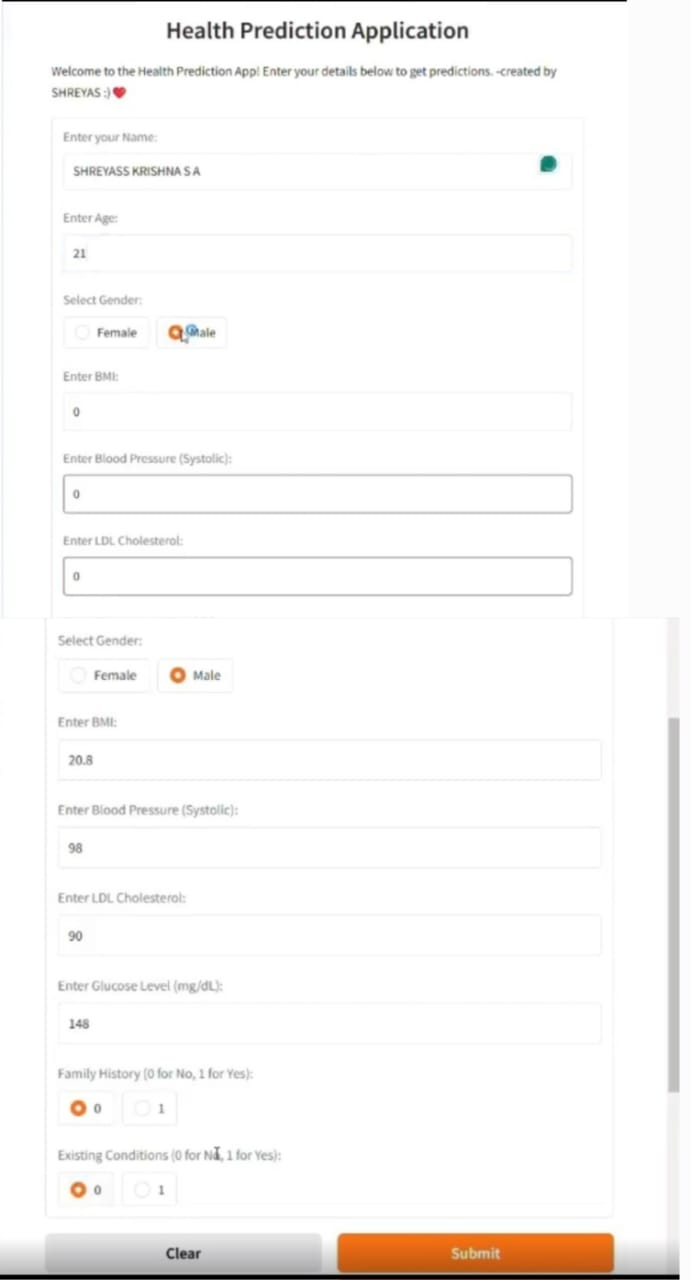 Health Prediction Application
Welcome to the Health Prediction App! Enter your details below to get predictions. -created by
SHREYAS :)❤️
Enter your Name:
SHREYASS KRISHNA S A
Enter Age:
21
Select Gender:
Female Male
Enter BMI:
0
Enter Blood Pressure (Systolic):
0
Enter LDL Cholesterol:
0
Select Gender:
Female Male
Enter BMI:
20.8
Enter Blood Pressure (Systolic):
98
Enter LDL Cholesterol:
90
Enter Glucose Level (mg/dL):
148
Family History (0 for No, 1 for Yes):
0 1
Existing Conditions (0 for No, 1 for Yes):
0 1
Clear Submit